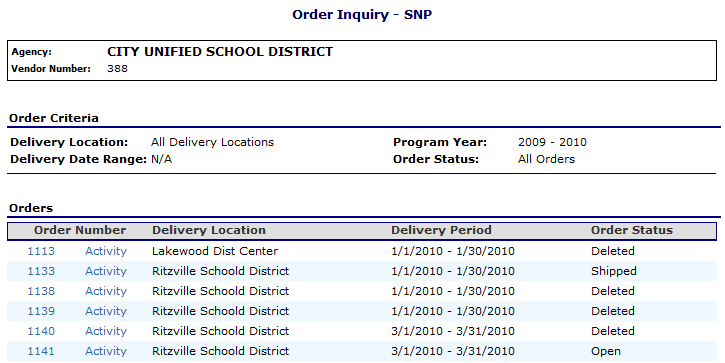 Order Inquiry - SNP
Agency: CITY UNIFIED SCHOOL DISTRICT
Vendor Number: 388
Order Criteria
Delivery Location: All Delivery Locations Program Year: 2009 - 2010
Delivery Date Range: N/A Order Status: All Orders
Orders
Order Number Delivery Location Delivery Period Order Status
1113 Activity Lakewood Dist Center 1/1/2010 - 1/30/2010 Deleted
1133 Activity Ritzville Schoold District 1/1/2010 - 1/30/2010 Shipped
1138 Activity Ritzville Schoold District 1/1/2010 - 1/30/2010 Deleted
1139 Activity Ritzville Schoold District 1/1/2010 - 1/30/2010 Deleted
1140 Activity Ritzville Schoold District 3/1/2010 - 3/31/2010 Deleted
1141 Activity Ritzville Schoold District 3/1/2010 - 3/31/2010 Open